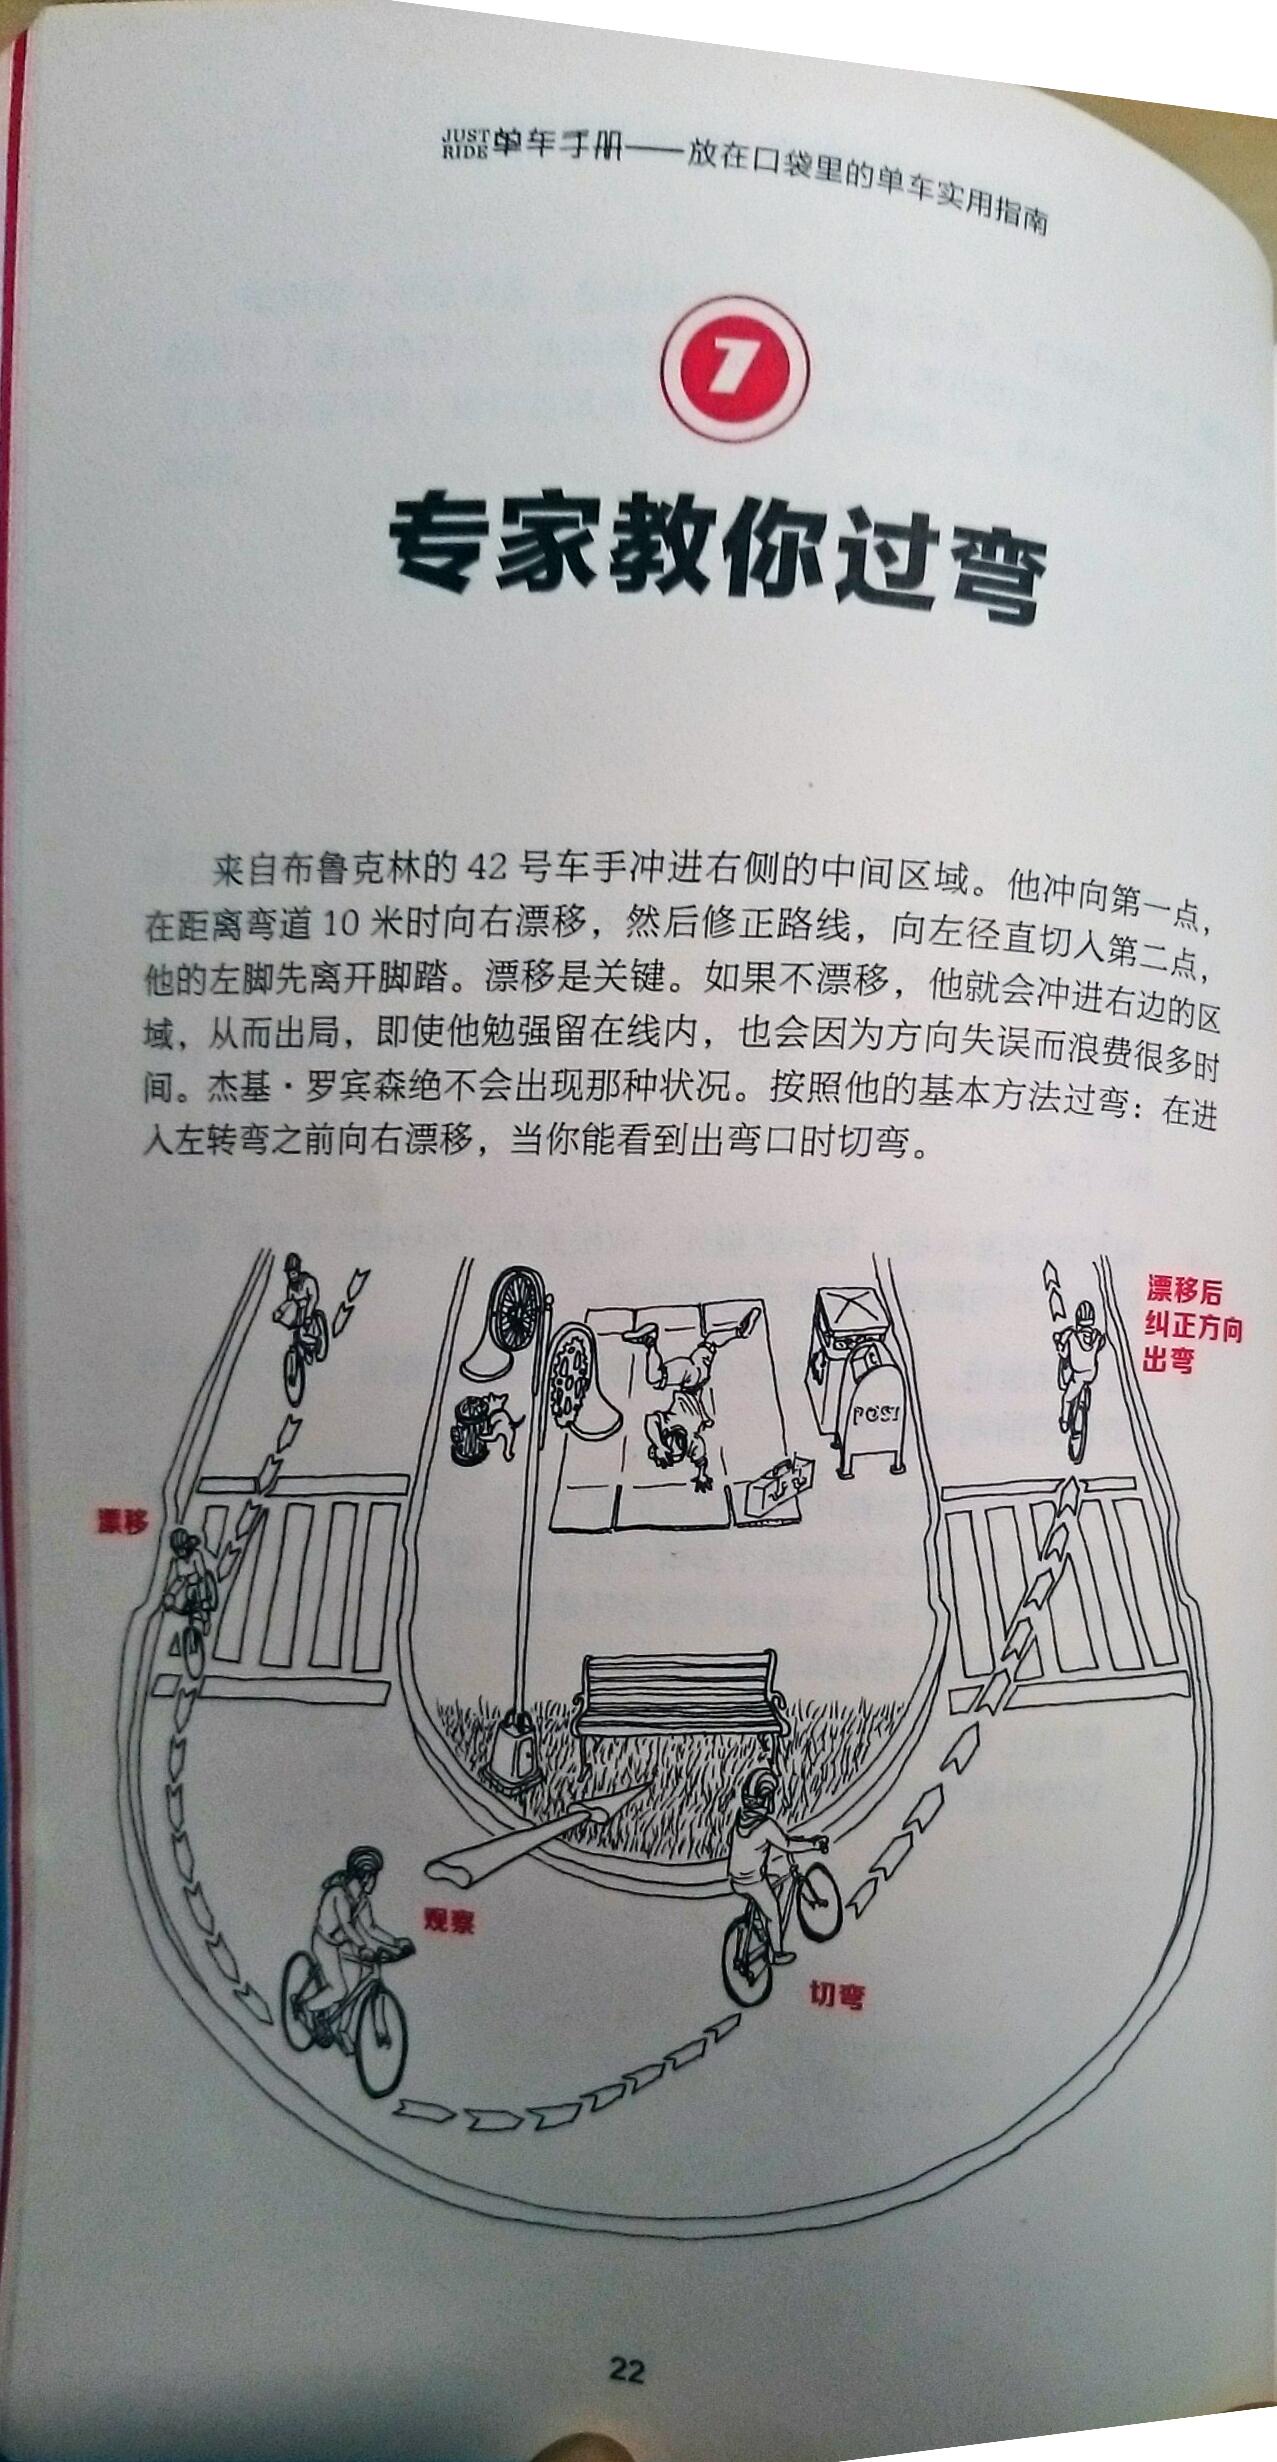 JUST RIDE 单车手册——放在口袋里的单车实用指南
7
专家教你过弯
来自布鲁克林的 42 号车手冲进右侧的中间区域。他冲向第一点，
在距离弯道 10 米时向右漂移，然后修正路线，向左径直切入第二点，
他的左脚先离开脚踏。漂移是关键。如果不漂移，他就会冲进右边的区
域，从而出局，即使他勉强留在线内，也会因为方向失误而浪费很多时
间。杰基·罗宾森绝不会出现那种状况。按照他的基本方法过弯：在进
入左转弯之前向右漂移，当你能看到出弯口时切弯。
漂移后
纠正方向
出弯
POST
漂移
观察
切弯
22